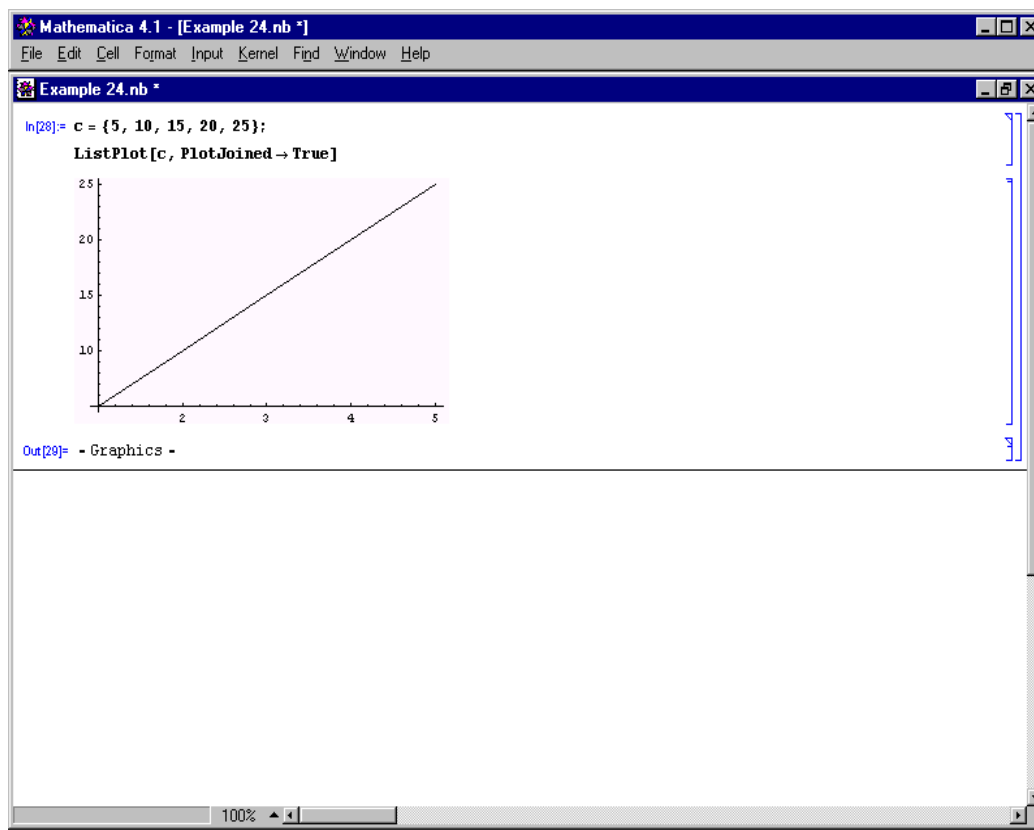 Mathematica 4.1 - [Example 24.nb *]
File Edit Cell Format Input Kernel Find Window Help
Example 24.nb *
In[28]:= c = {5, 10, 15, 20, 25};
ListPlot[c, PlotJoined → True]
25
20
15
10
2 3 4 5
Out[29]= - Graphics -
100%